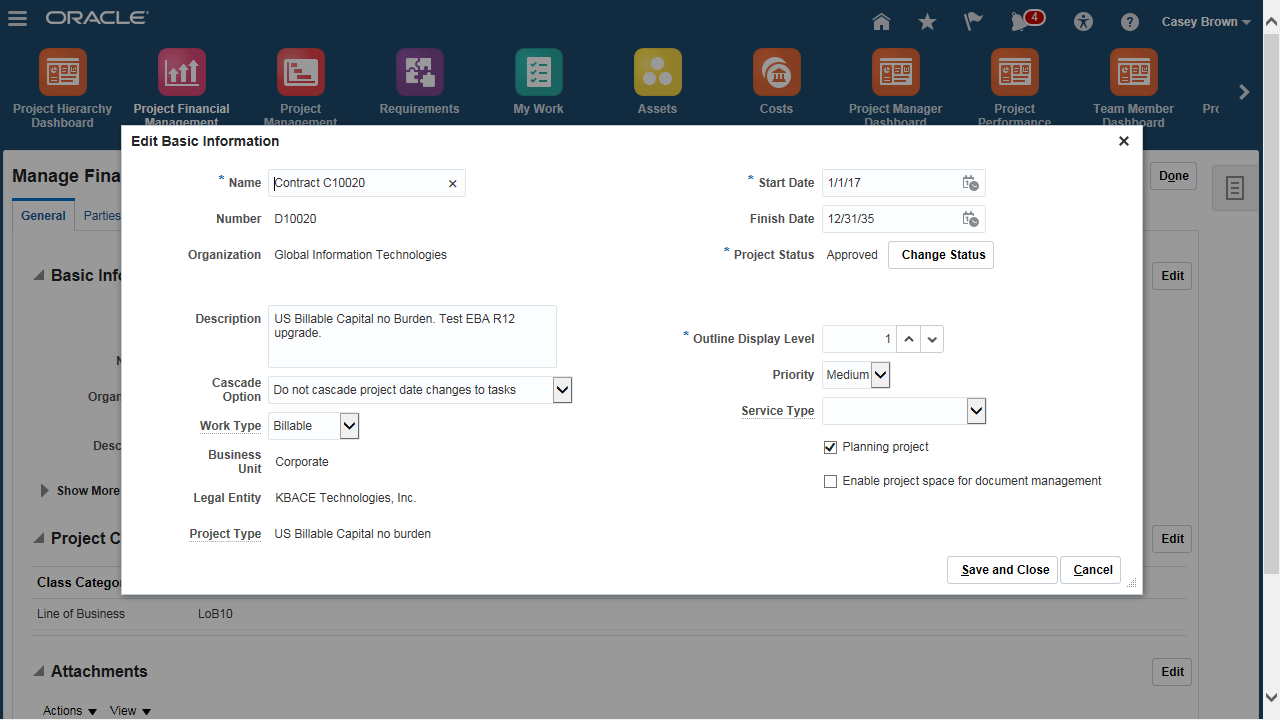 ORACLE
4
Casey Brown
Project Hierarchy
Dashboard
Project Financial
Management
Project
Management
Requirements
My Work
Assets
Costs
Project Manager
Dashboard
Project
Performance
Team Member
Dashboard
Edit Basic Information
Manage Fina
Done
General
Parties
* Name Contract C10020
Number D10020
Organization Global Information Technologies
Description US Billable Capital no Burden. Test EBA R12
upgrade.
Cascade
Option Do not cascade project date changes to tasks
Work Type Billable
Business
Unit Corporate
Legal Entity KBACE Technologies, Inc.
Project Type US Billable Capital no burden
* Start Date 1/1/17
Finish Date 12/31/35
* Project Status Approved Change Status
* Outline Display Level 1
Priority Medium
Service Type
Planning project
Enable project space for document management
Save and Close Cancel
Basic Info
Edit
Organ
Desc
Show More
Project C
Edit
Class Catego
Line of Business LoB10
Attachments
Edit
Actions View